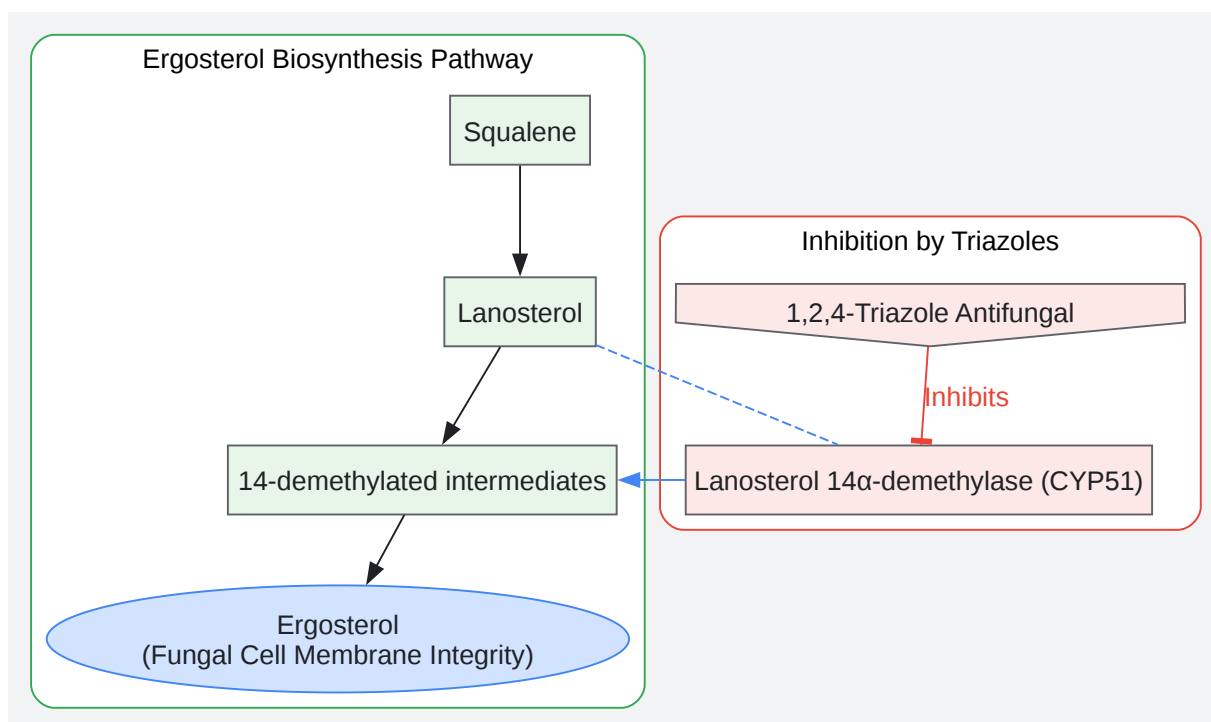 Ergosterol Biosynthesis Pathway
Squalene
Lanosterol
14-demethylated intermediates
Ergosterol
(Fungal Cell Membrane Integrity)
Inhibition by Triazoles
1,2,4-Triazole Antifungal
Inhibits
Lanosterol 14α-demethylase (CYP51)